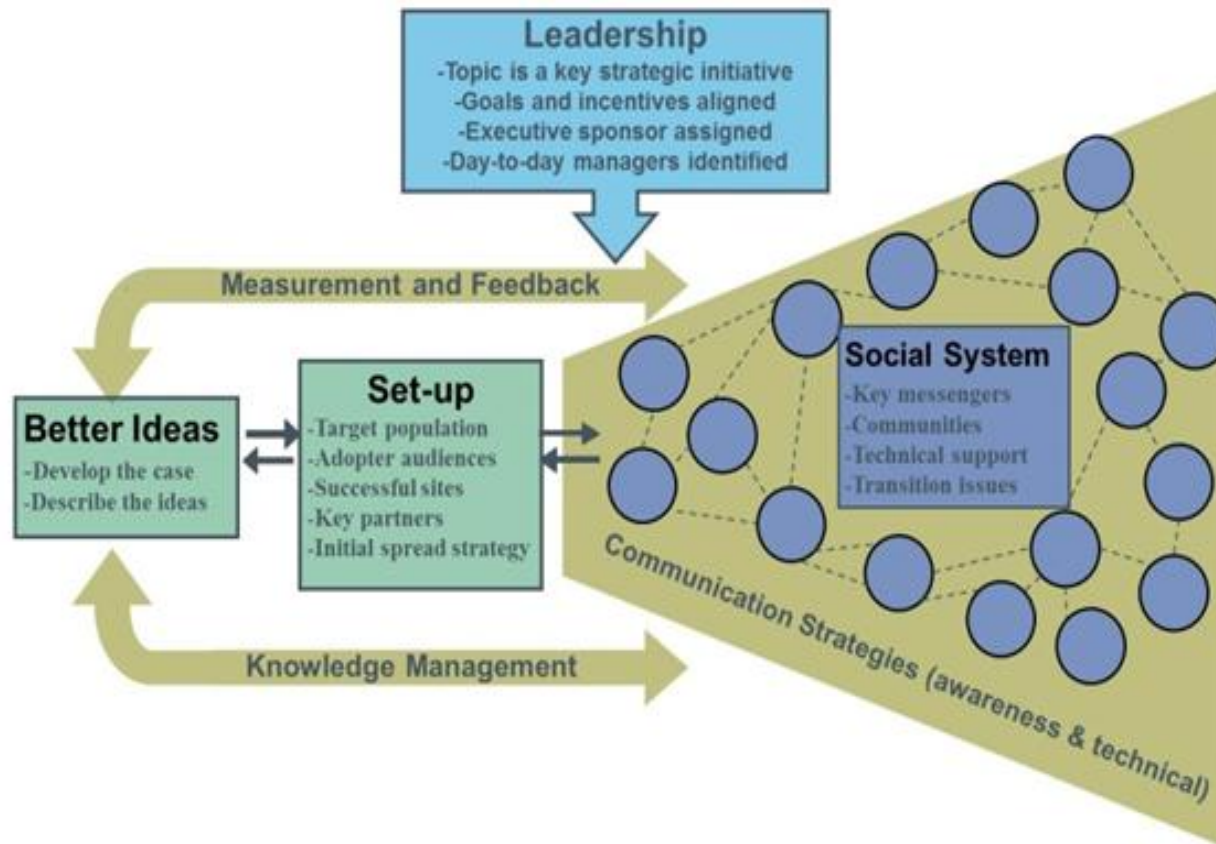 Leadership
-Topic is a key strategic initiative
-Goals and incentives aligned
-Executive sponsor assigned
-Day-to-day managers identified
Measurement and Feedback
Better Ideas
-Develop the case
-Describe the ideas
Set-up
-Target population
-Adopter audiences
-Successful sites
-Key partners
-Initial spread strategy
Social System
-Key messengers
-Communities
-Technical support
-Transition issues
Knowledge Management
Communication Strategies (awareness & technical)